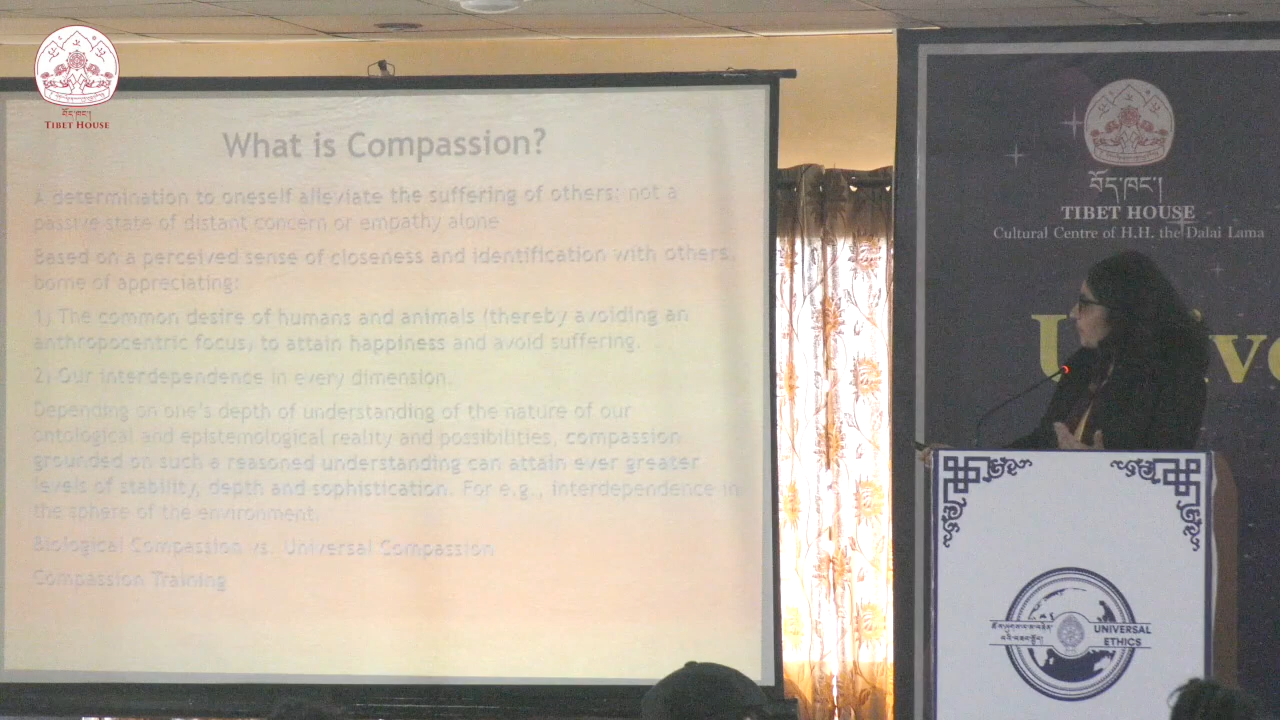 TIBET HOUSE
What is Compassion?
A determination to oneself alleviate the suffering of others; not a
passive state of distant concern or empathy alone
Based on a perceived sense of closeness and identification with others,
borne of appreciating:
1) The common desire of humans and animals (thereby avoiding an
anthropocentric focus) to attain happiness and avoid suffering.
2) Our interdependence in every dimension.
Depending on one's depth of understanding of the nature of our
ontological and epistemological reality and possibilities, compassion
grounded on such a reasoned understanding can attain ever greater
levels of stability, depth and sophistication. For e.g., interdependence in
the sphere of the environment.
Biological Compassion vs. Universal Compassion
Compassion Training
བོད་ཁང་།
TIBET HOUSE
Cultural Centre of H.H. the Dalai Lama
UNIVERSAL
ETHICS